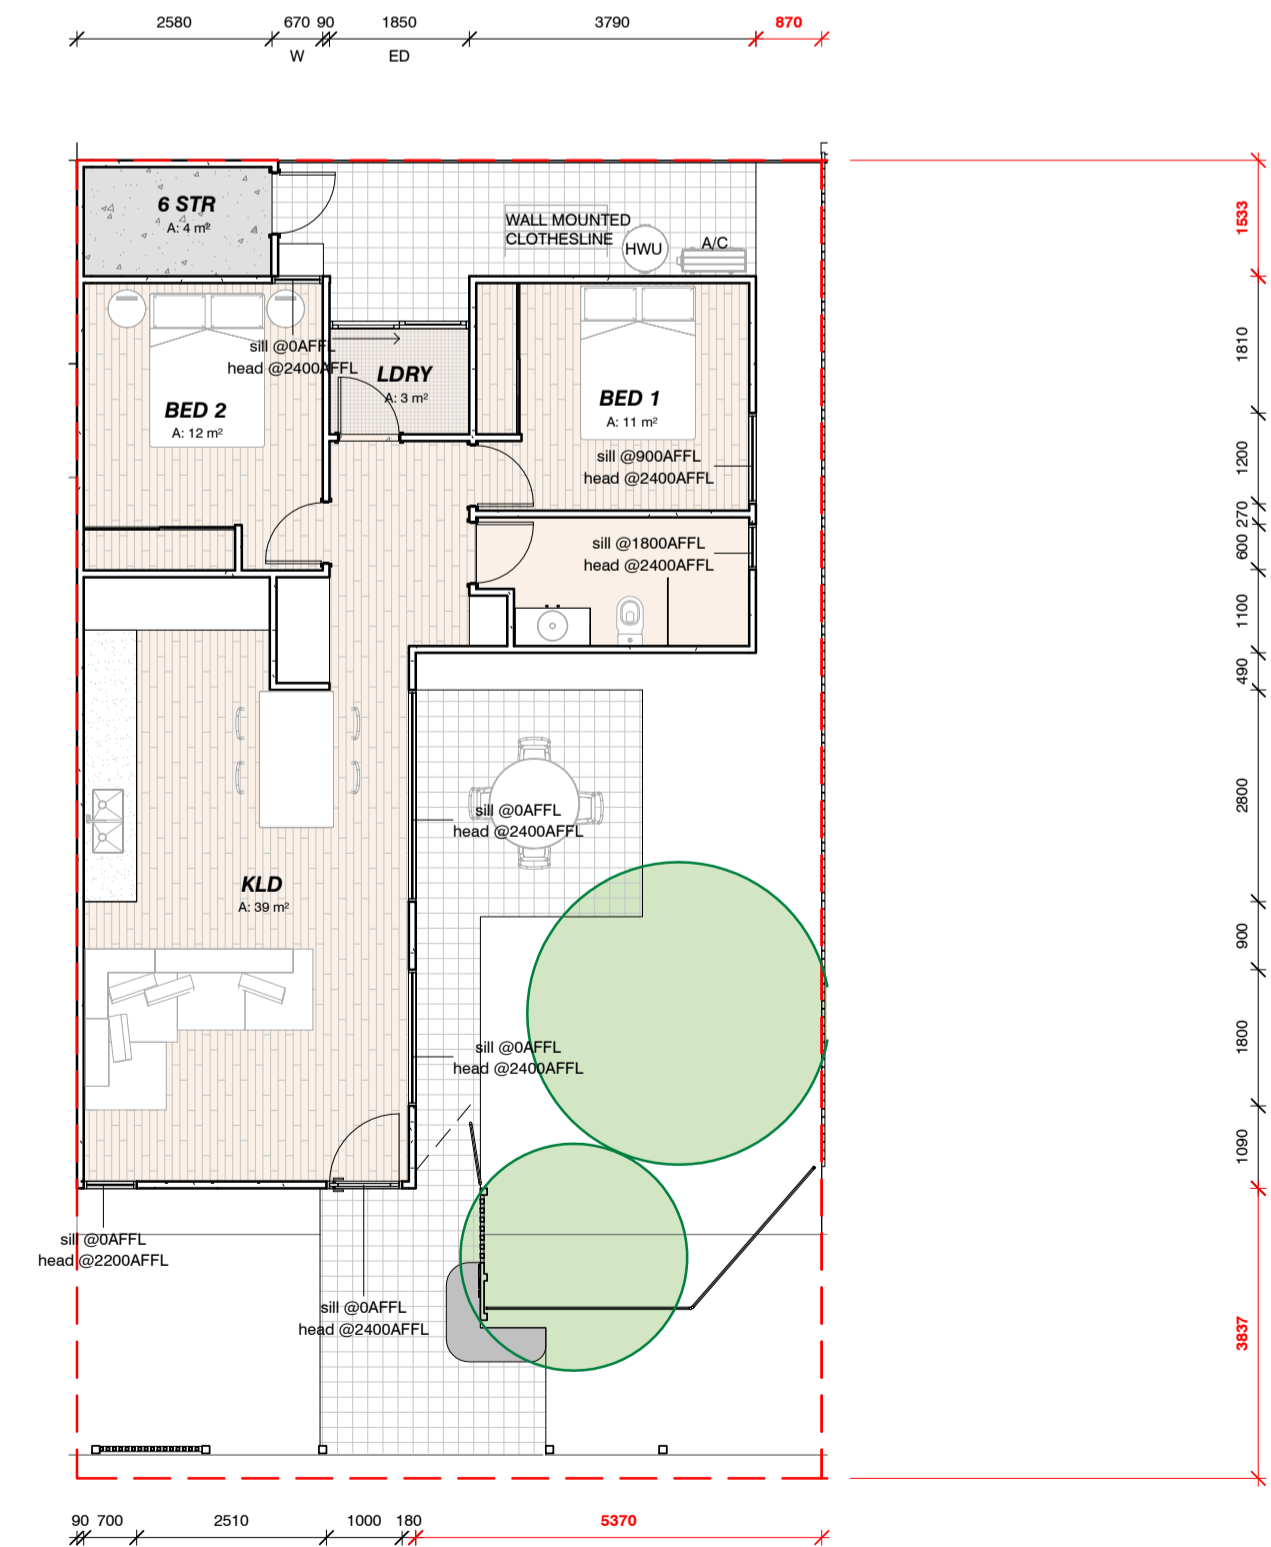 2580 670 90 1850 3790 870
W ED
6 STR
A: 4 m²
WALL MOUNTED
CLOTHESLINE
HWU
A/C
sill @0AFFL
head @2400AFFL
LDRY
A: 3 m²
BED 2
A: 12 m²
BED 1
A: 11 m²
sill @900AFFL
head @2400AFFL
sill @1800AFFL
head @2400AFFL
sill @0AFFL
head @2400AFFL
KLD
A: 39 m²
sill @0AFFL
head @2400AFFL
sill @0AFFL
head @2200AFFL
sill @0AFFL
head @2400AFFL
1533
1810
1200
270
600
1100
490
2800
900
1800
1090
3837
90 700 2510 1000 180 5370